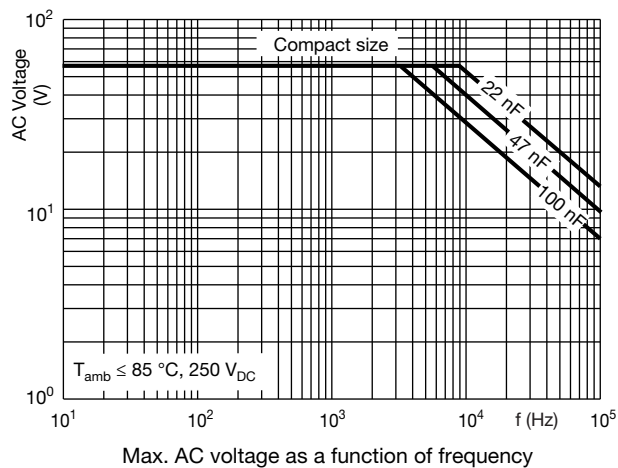 10²
AC Voltage
(V)
Compact size
22 nF
47 nF
100 nF
10¹
T_amb ≤ 85 °C, 250 V_DC
10⁰
10¹ 10² 10³ 10⁴ f (Hz) 10⁵
Max. AC voltage as a function of frequency